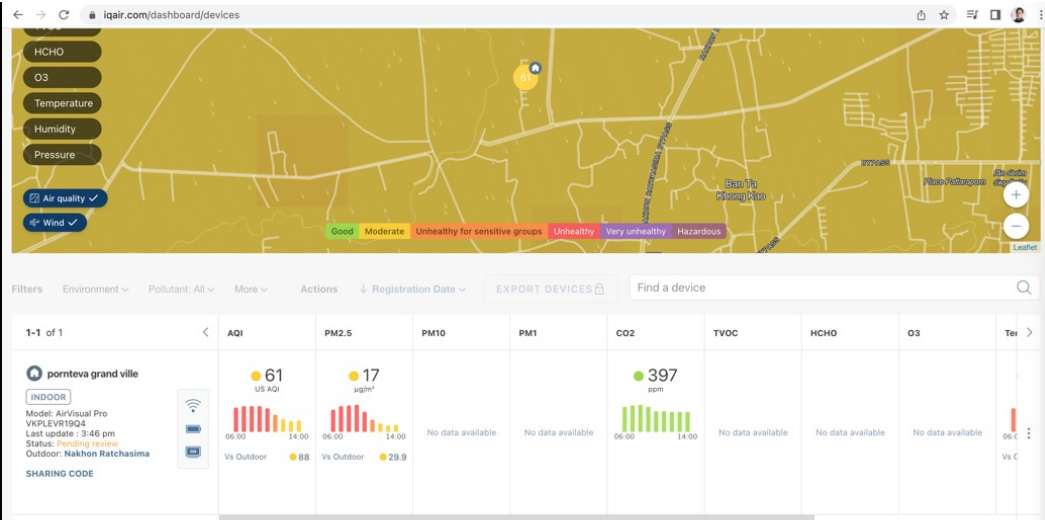 iqair.com/dashboard/devices
HCHO
O3
Temperature
Humidity
Pressure
Air quality
Wind
61
BYPASS
Ban Ta
Khong Kao
Place Pattaraporn
BYPASS
+
−
Good Moderate Unhealthy for sensitive groups Unhealthy Very unhealthy Hazardous
Leaflet
Filters Environment Pollutant: All More Actions Registration Date EXPORT DEVICES Find a device
1-1 of 1 AQI PM2.5 PM10 PM1 CO2 TVOC HCHO O3
pornteva grand ville
INDOOR
Model: AirVisual Pro
VKPLEVR19Q4
Last update : 3:46 pm
Status: Pending review
Outdoor: Nakhon Ratchasima
SHARING CODE
61
US AQI
06:00 14:00
Vs Outdoor 88
17
µg/m³
06:00 14:00
Vs Outdoor 29.9
No data available
No data available
397
ppm
06:00 14:00
No data available
No data available
No data available